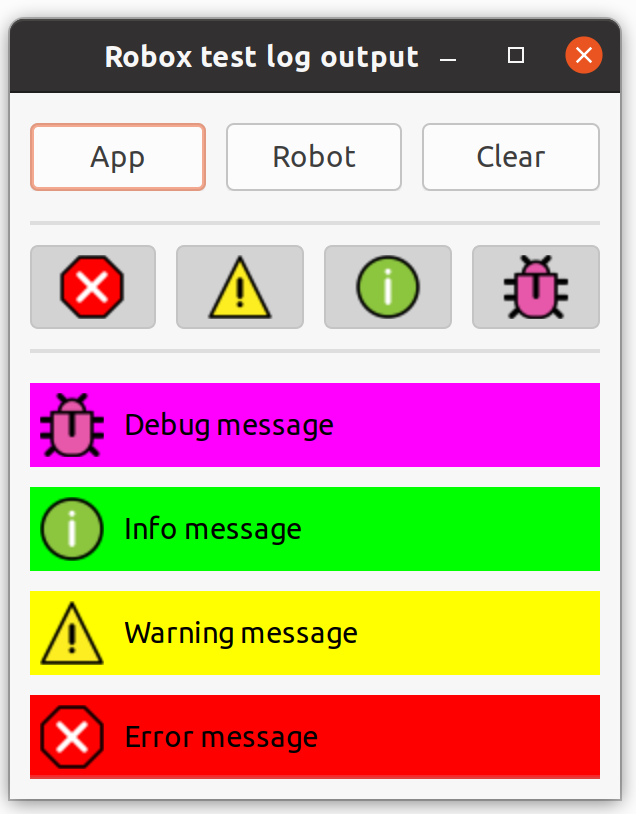 Robox test log output
App Robot Clear
Debug message
Info message
Warning message
Error message